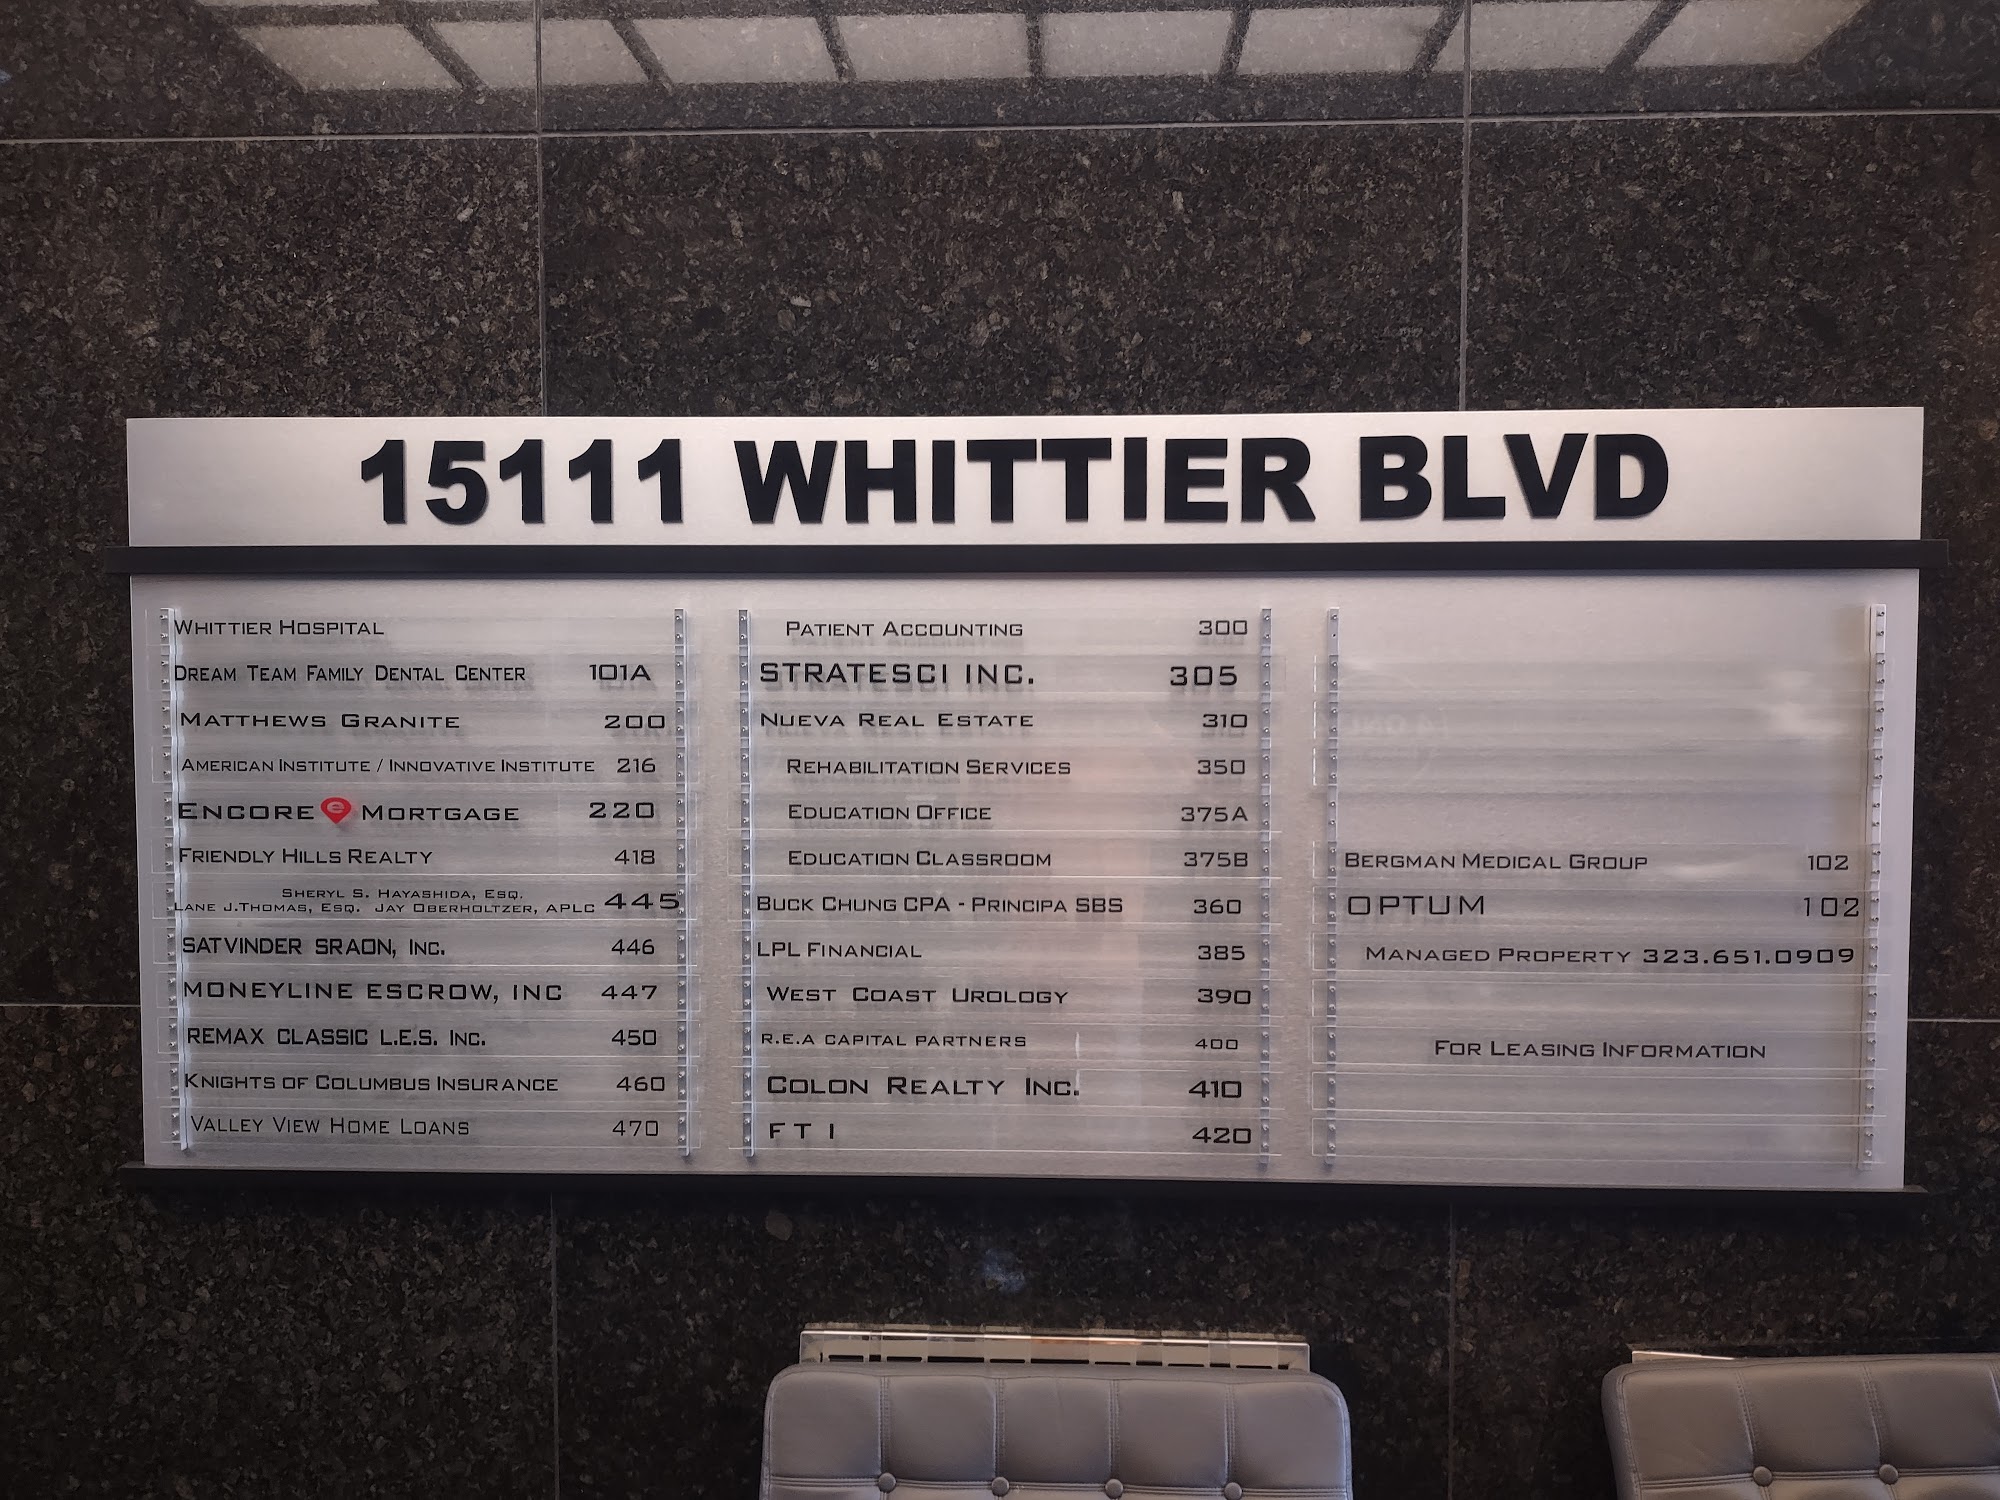 15111 WHITTIER BLVD
WHITTIER HOSPITAL
DREAM TEAM FAMILY DENTAL CENTER 101A
MATTHEWS GRANITE 200
AMERICAN INSTITUTE / INNOVATIVE INSTITUTE 216
ENCORE e MORTGAGE 220
FRIENDLY HILLS REALTY 418
SHERYL S. HAYASHIDA, ESQ.
LANE J.THOMAS, ESQ. JAY OBERHOLTZER, APLC 445
SATVINDER SRAON, INC. 446
MONEYLINE ESCROW, INC 447
REMAX CLASSIC L.E.S. INC. 450
KNIGHTS OF COLUMBUS INSURANCE 460
VALLEY VIEW HOME LOANS 470
PATIENT ACCOUNTING 300
STRATESCI INC. 305
NUEVA REAL ESTATE 310
REHABILITATION SERVICES 350
EDUCATION OFFICE 375A
EDUCATION CLASSROOM 375B
BUCK CHUNG CPA - PRINCIPA SBS 360
LPL FINANCIAL 385
WEST COAST UROLOGY 390
R.E.A CAPITAL PARTNERS 400
COLON REALTY INC. 410
FTI 420
BERGMAN MEDICAL GROUP 102
OPTUM 102
MANAGED PROPERTY 323.651.0909
FOR LEASING INFORMATION